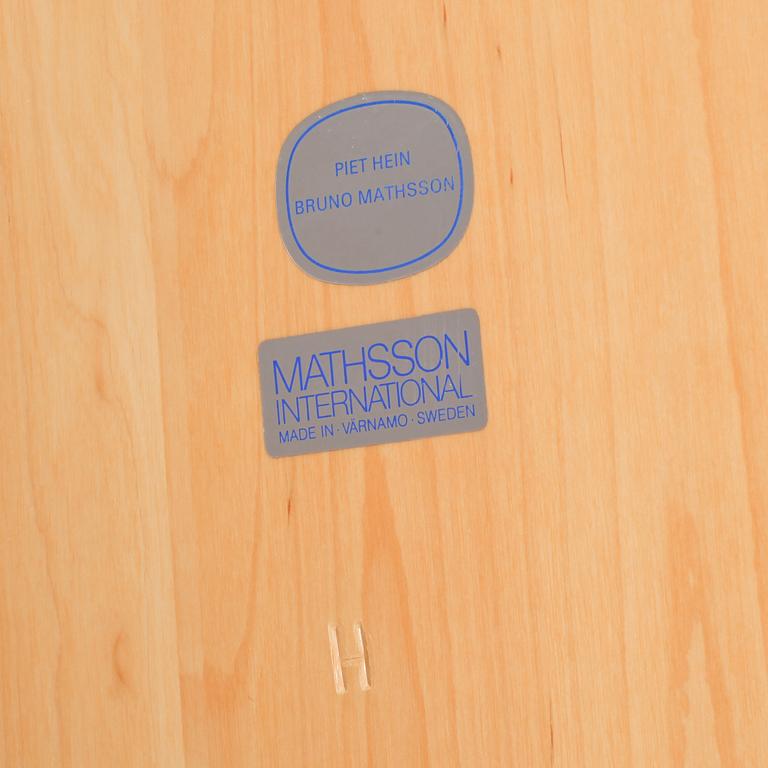 PIET HEIN
BRUNO MATHSSON
MATHSSON
INTERNATIONAL
MADE IN · VÄRNAMO · SWEDEN
H